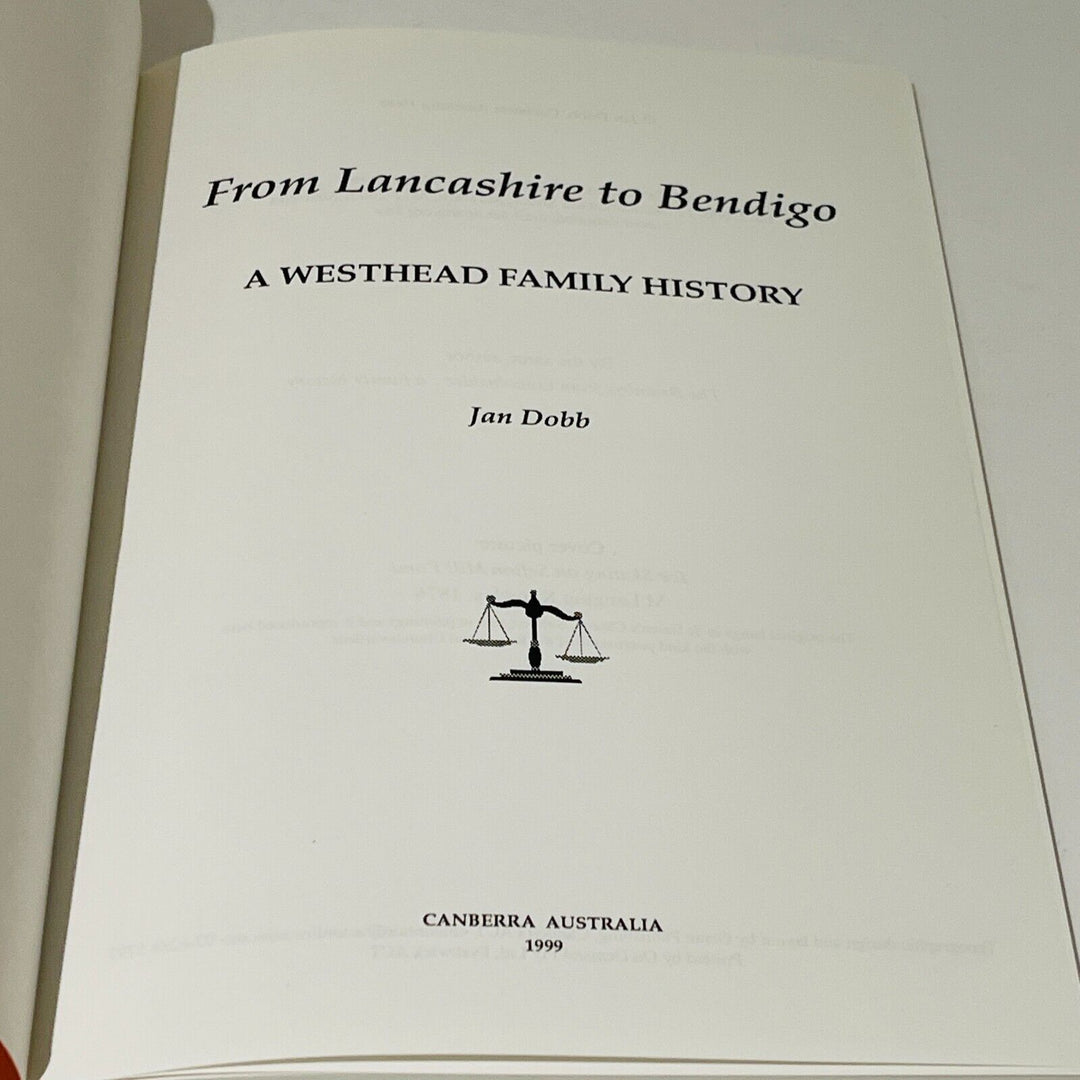 From Lancashire to Bendigo
A WESTHEAD FAMILY HISTORY
Jan Dobb
CANBERRA AUSTRALIA
1999